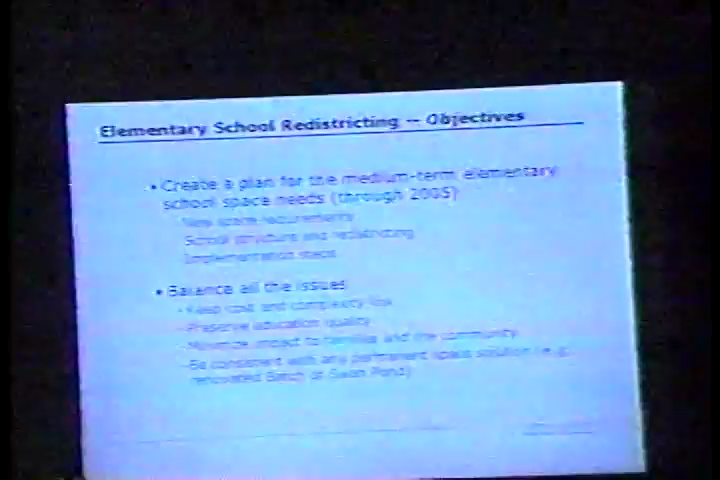 Elementary School Redistricting -- Objectives
• Create a plan for the medium-term elementary
school space needs (through 2005)
- New space requirements
- School structure and redistricting
- Implementation steps
• Balance all the issues
- Keep cost and complexity low
- Preserve education quality
- Minimize impact to families and the community
- Be consistent with any permanent space solution (e.g.
renovated Batch or Swan Pond)